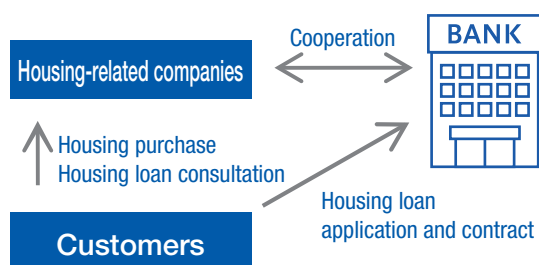 Cooperation
BANK
Housing-related companies
Housing purchase
Housing loan consultation
Housing loan
application and contract
Customers